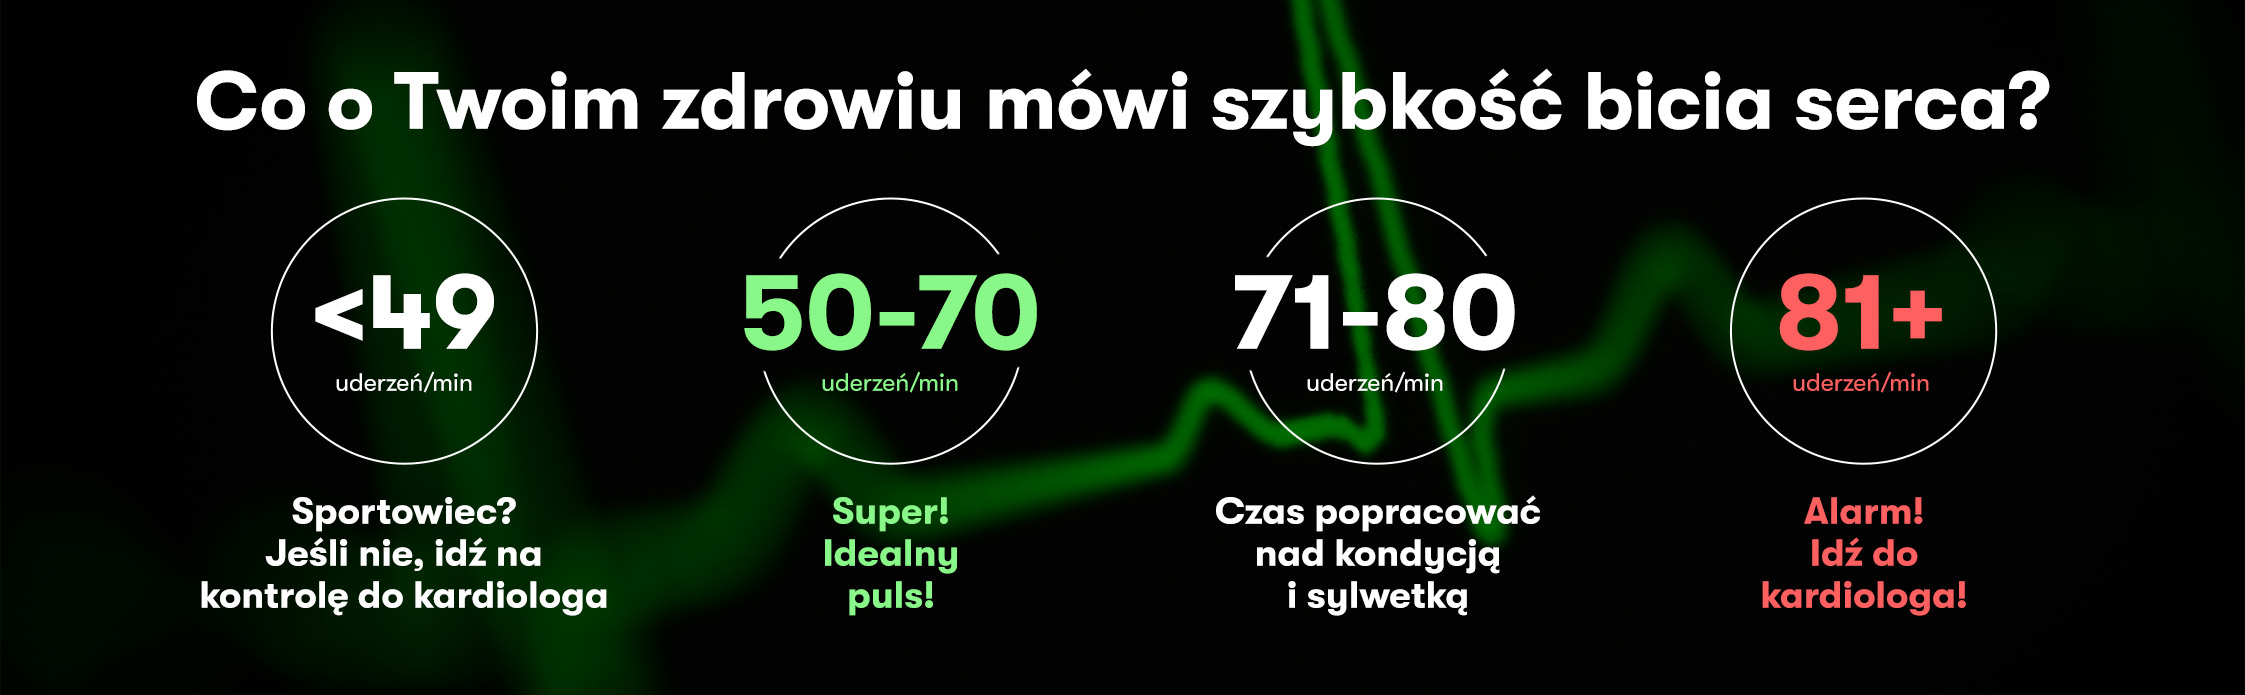 Co o Twoim zdrowiu mówi szybkość bicia serca?
<49
uderzeń/min
Sportowiec?
Jeśli nie, idź na
kontrolę do kardiologa
50-70
uderzeń/min
Super!
Idealny
puls!
71-80
uderzeń/min
Czas popracować
nad kondycją
i sylwetką
81+
uderzeń/min
Alarm!
Idź do
kardiologa!